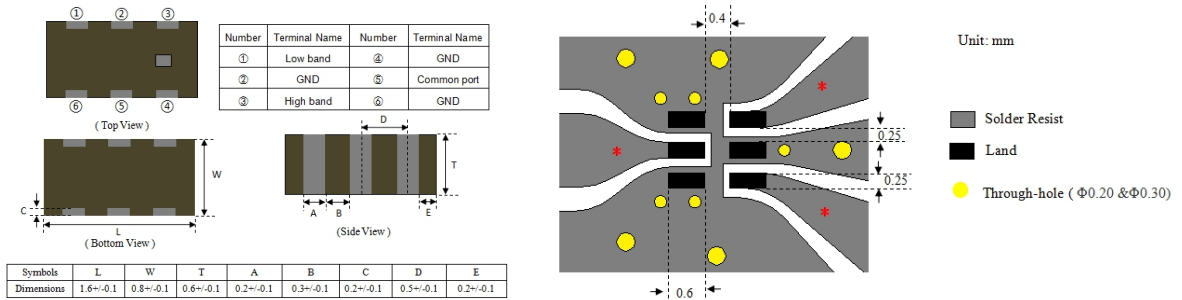 ① ② ③
⑥ ⑤ ④
( Top View )
Number Terminal Name Number Terminal Name
① Low band ④ GND
② GND ⑤ Common port
③ High band ⑥ GND
W
C
L
( Bottom View )
D
T
A B E
(Side View )
Symbols L W T A B C D E
Dimensions 1.6+/-0.1 0.8+/-0.1 0.6+/-0.1 0.2+/-0.1 0.3+/-0.1 0.2+/-0.1 0.5+/-0.1 0.2+/-0.1
0.4
*
0.25
*
0.25
*
0.6
Unit: mm
Solder Resist
Land
Through-hole ( Φ0.20 &Φ0.30)